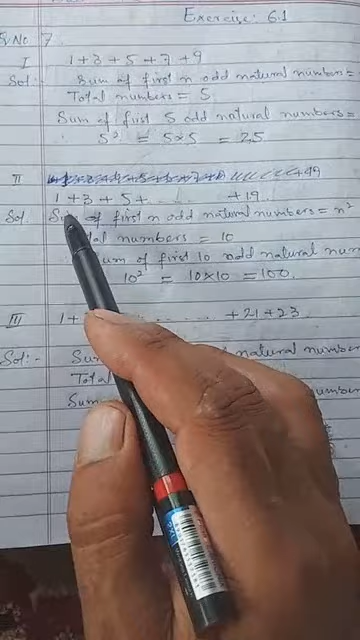 Exercise: 6.1
Sr No 7.
I 1+3+5+7+9
Sol:- Sum of first n odd natural numbers=
Total numbers = 5
Sum of first 5 odd natural numbers=
5² = 5×5 = 25
II
1+3+5+ ........ +19.
Sol. Sum of first n odd natural numbers = n²
numbers = 10
sum of first 10 odd natural num
10² = 10×10 = 100.
III 1+ ........ +21+23.
Sol:- Su natural number
Total
Sum number